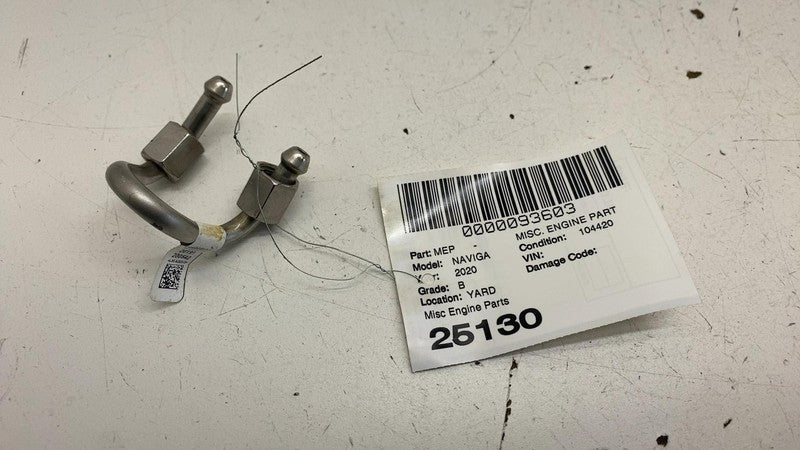 0000093603
Part: MEP MISC. ENGINE PART
Model: NAVIGA Condition: 104420
2020 VIN:
Grade: B Damage Code:
Location: YARD
Misc Engine Parts
25130